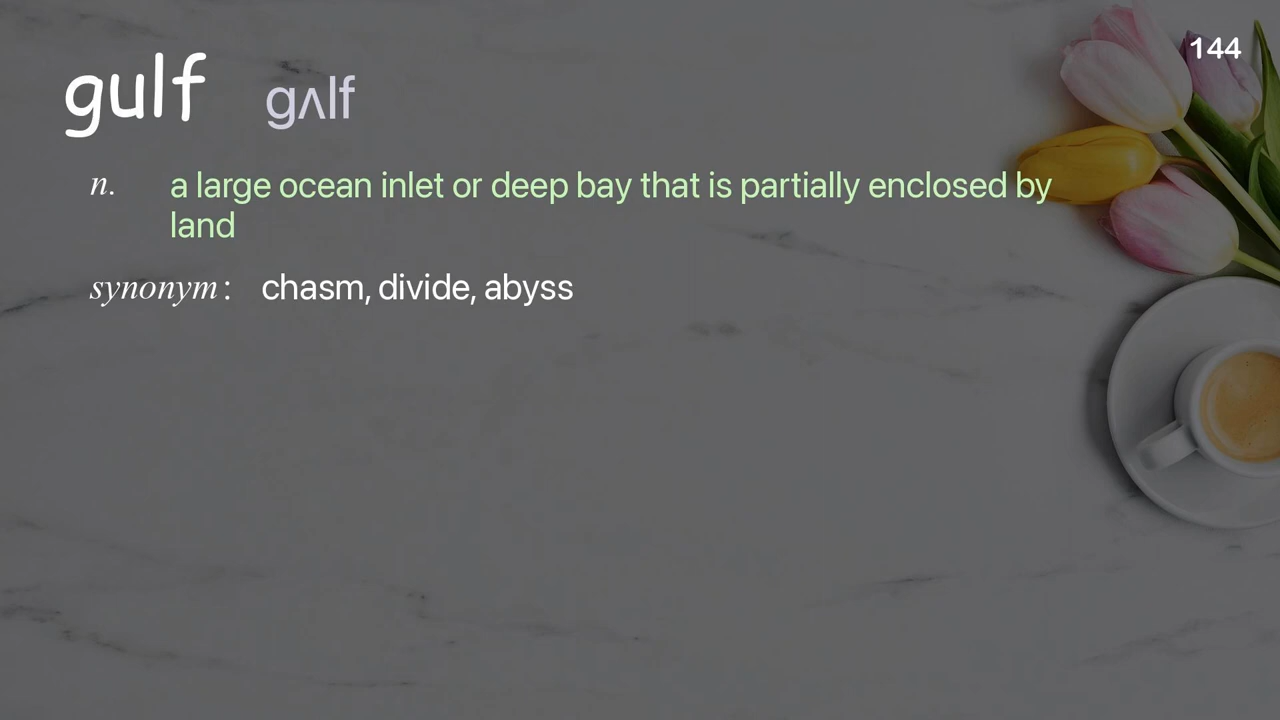 144
gulf gʌlf
n. a large ocean inlet or deep bay that is partially enclosed by
land
synonym: chasm, divide, abyss